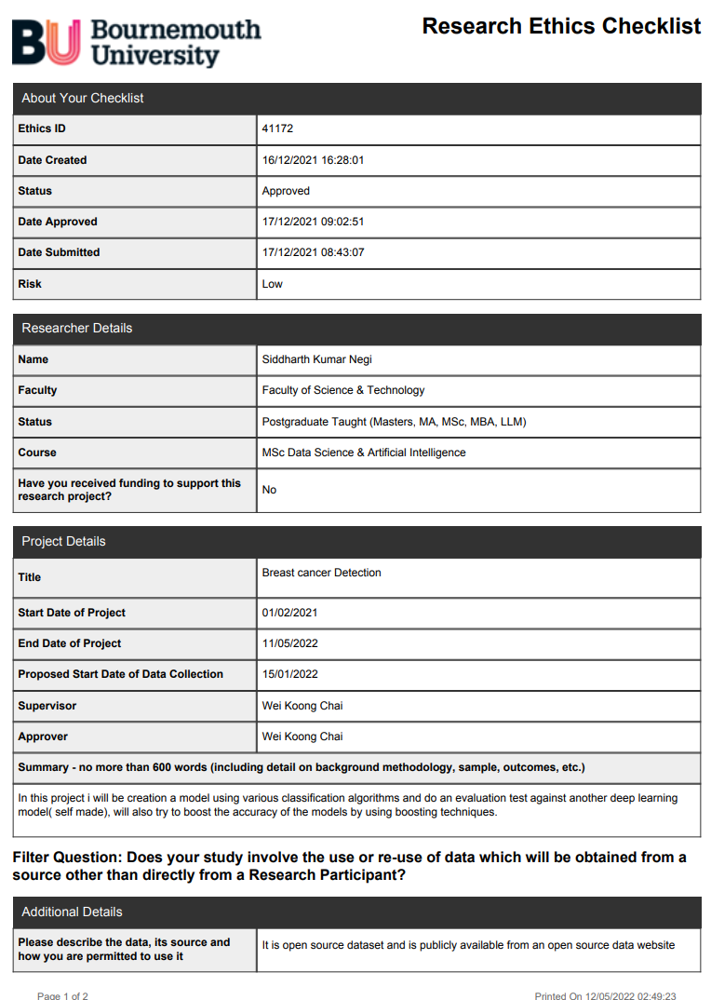 BU Bournemouth
University
Research Ethics Checklist
About Your Checklist
Ethics ID 41172
Date Created 16/12/2021 16:28:01
Status Approved
Date Approved 17/12/2021 09:02:51
Date Submitted 17/12/2021 08:43:07
Risk Low
Researcher Details
Name Siddharth Kumar Negi
Faculty Faculty of Science & Technology
Status Postgraduate Taught (Masters, MA, MSc, MBA, LLM)
Course MSc Data Science & Artificial Intelligence
Have you received funding to support this
research project?
No
Project Details
Title Breast cancer Detection
Start Date of Project 01/02/2021
End Date of Project 11/05/2022
Proposed Start Date of Data Collection 15/01/2022
Supervisor Wei Koong Chai
Approver Wei Koong Chai
Summary - no more than 600 words (including detail on background methodology, sample, outcomes, etc.)
In this project i will be creation a model using various classification algorithms and do an evaluation test against another deep learning
model( self made), will also try to boost the accuracy of the models by using boosting techniques.
Filter Question: Does your study involve the use or re-use of data which will be obtained from a
source other than directly from a Research Participant?
Additional Details
Please describe the data, its source and
how you are permitted to use it
It is open source dataset and is publicly available from an open source data website
Page 1 of 2
Printed On 12/05/2022 02:49:23